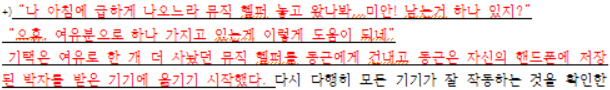 +) “나 아침에 급하게 나오느라 뮤직 헬퍼 놓고 왔나봐,,,미안! 남는거 하나 있지?”
“오홋, 여유분으로 하나 가지고 있는게 이렇게 도움이 되네”
기택은 여유로 한 개 더 사놨던 뮤직 헬퍼를 동근에게 건내고 동근은 자신의 핸드폰에 저장
된 박자를 받은 기기에 옮기기 시작했다. 다시 다행히 모든 기기가 잘 작동하는 것을 확인한